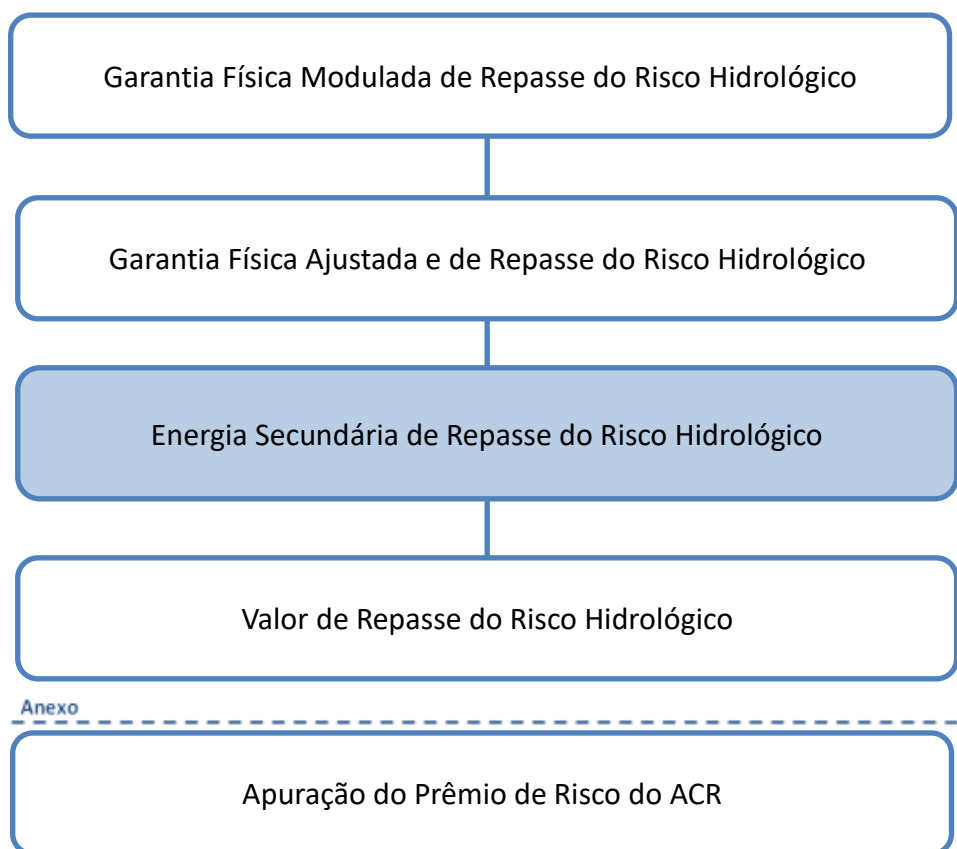 Garantia Física Modulada de Repasse do Risco Hidrológico
Garantia Física Ajustada e de Repasse do Risco Hidrológico
Energia Secundária de Repasse do Risco Hidrológico
Valor de Repasse do Risco Hidrológico
Anexo
Apuração do Prêmio de Risco do ACR